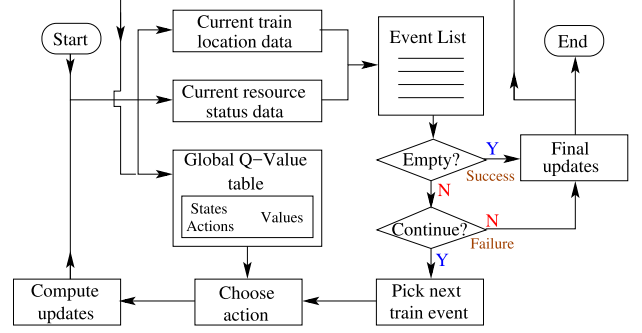 Start
Current train
location data
Current resource
status data
Event List
End
Global Q−Value
table
States
Actions
Values
Empty?
Y
Success
N
Final
updates
Continue?
N
Failure
Y
Compute
updates
Choose
action
Pick next
train event